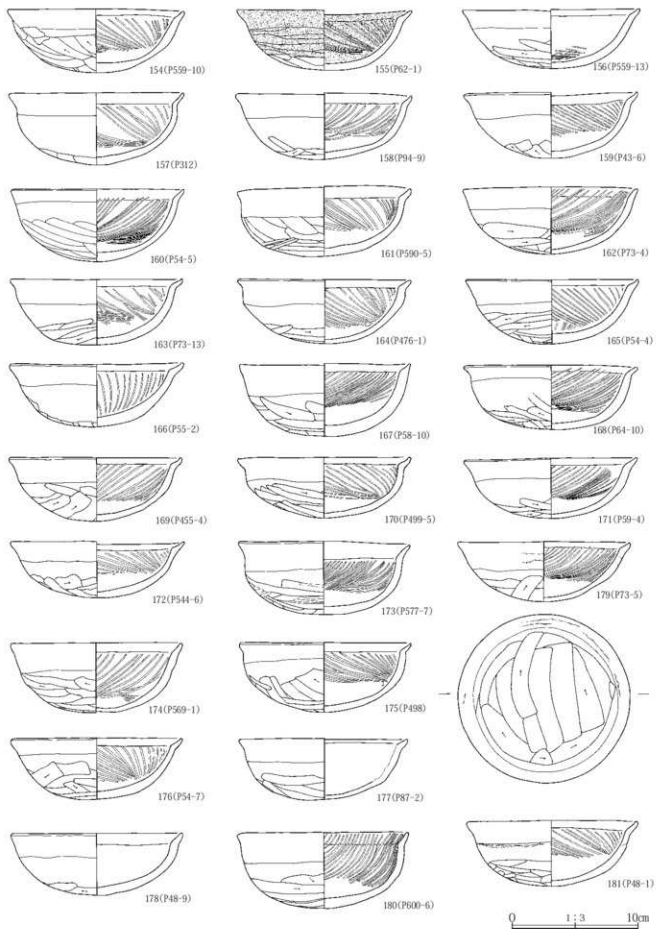 154(P559-10)
155(P62-1)
156(P559-13)
157(P312)
158(P94-9)
159(P43-6)
160(P54-5)
161(P590-5)
162(P73-4)
163(P73-13)
164(P476-1)
165(P54-4)
166(P55-2)
167(P58-10)
168(P64-10)
169(P455-4)
170(P499-5)
171(P59-4)
172(P544-6)
173(P577-7)
179(P73-5)
174(P569-1)
175(P498)
176(P54-7)
177(P87-2)
178(P48-9)
180(P600-6)
181(P48-1)
0 1:3 10cm